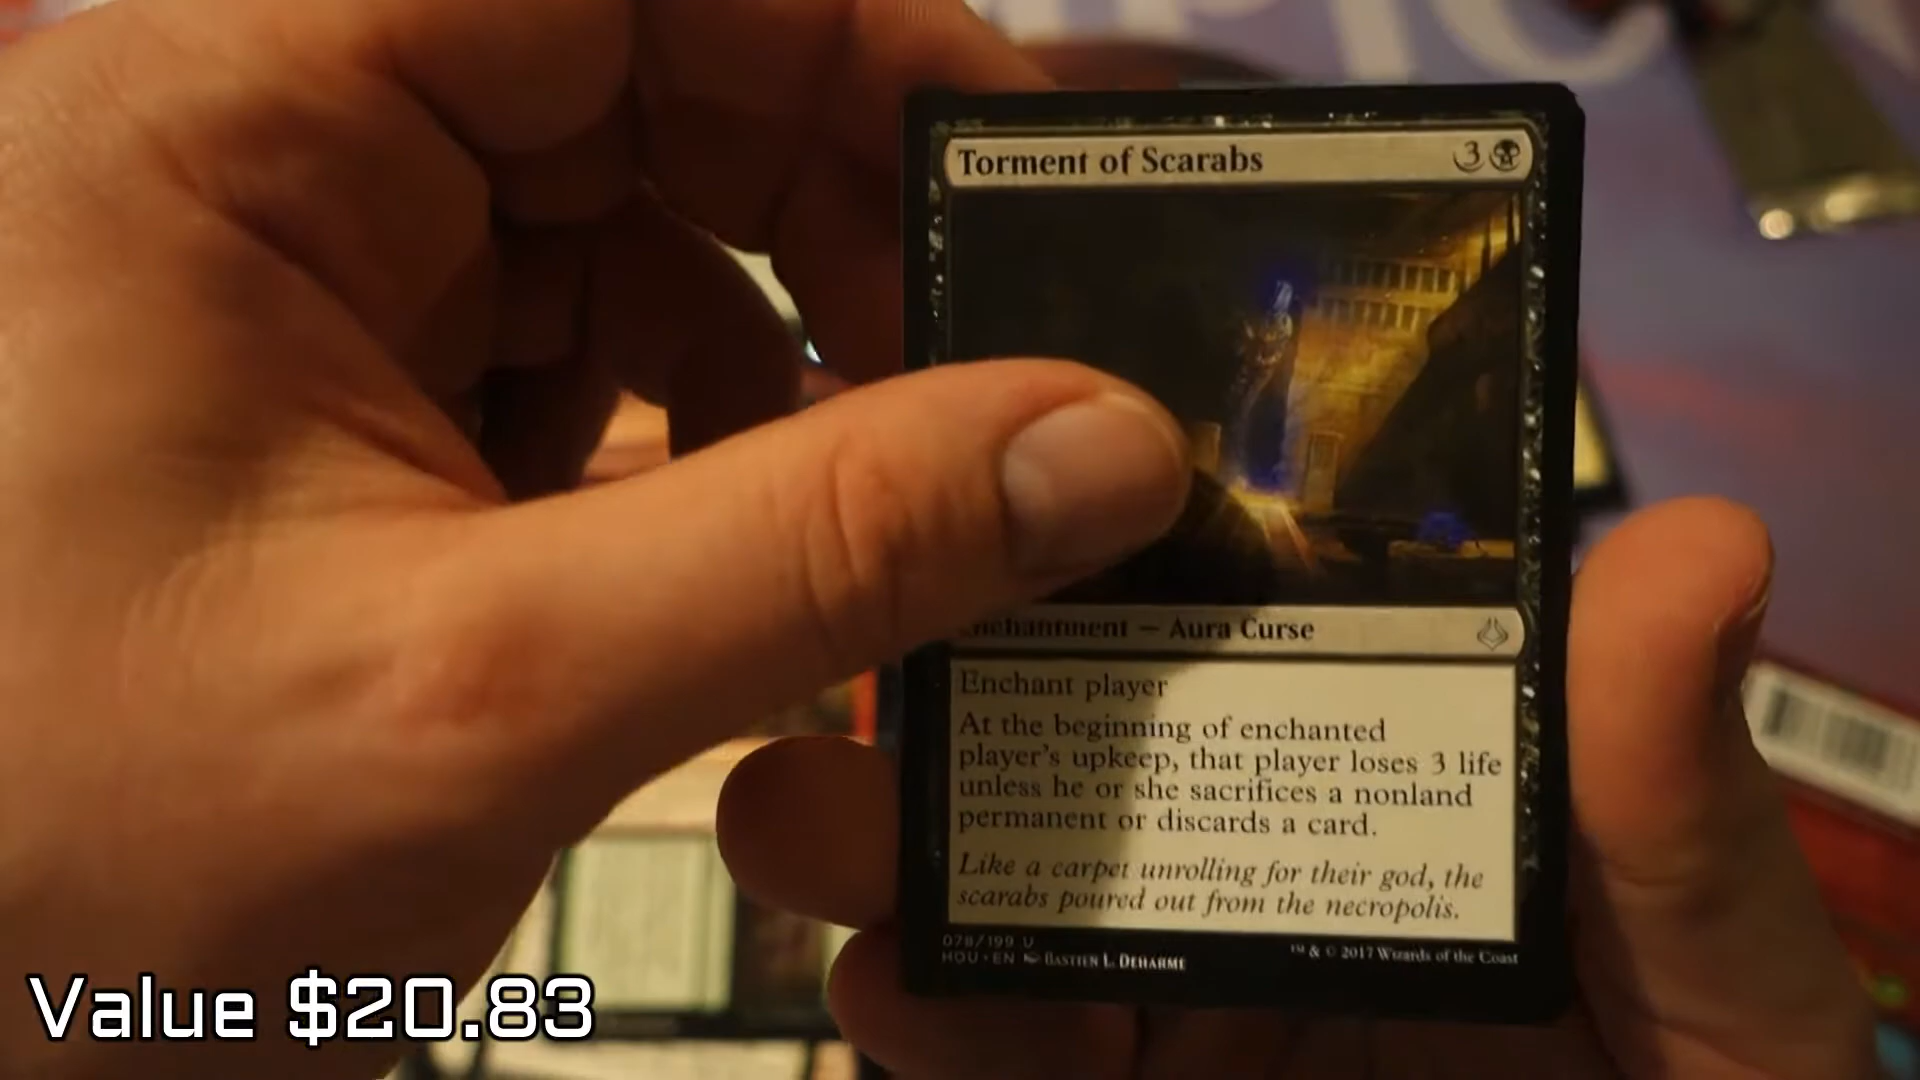 Torment of Scarabs 3
Enchantment — Aura Curse
Enchant player
At the beginning of enchanted
player's upkeep, that player loses 3 life
unless he or she sacrifices a nonland
permanent or discards a card.
Like a carpet unrolling for their god, the
scarabs poured out from the necropolis.
078/199 U
HOU • EN Bastien L. Deharme
™ & © 2017 Wizards of the Coast
Value $20.83